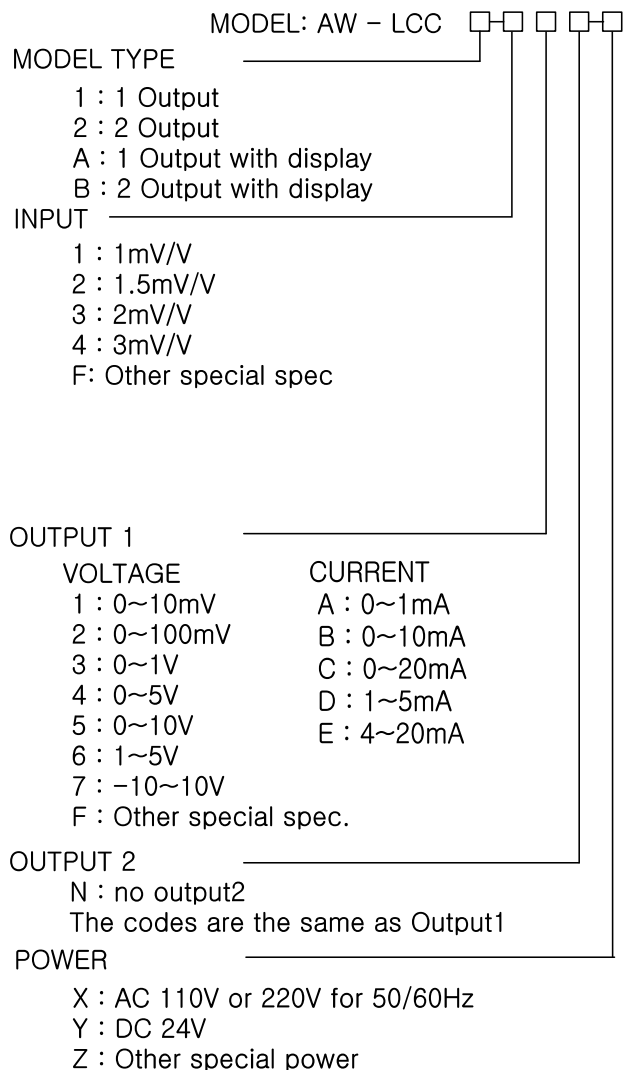 MODEL: AW - LCC □-□ □ □-□
MODEL TYPE
1 : 1 Output
2 : 2 Output
A : 1 Output with display
B : 2 Output with display
INPUT
1 : 1mV/V
2 : 1.5mV/V
3 : 2mV/V
4 : 3mV/V
F: Other special spec
OUTPUT 1
VOLTAGE
1 : 0~10mV
2 : 0~100mV
3 : 0~1V
4 : 0~5V
5 : 0~10V
6 : 1~5V
7 : -10~10V
F : Other special spec.
CURRENT
A : 0~1mA
B : 0~10mA
C : 0~20mA
D : 1~5mA
E : 4~20mA
OUTPUT 2
N : no output2
The codes are the same as Output1
POWER
X : AC 110V or 220V for 50/60Hz
Y : DC 24V
Z : Other special power